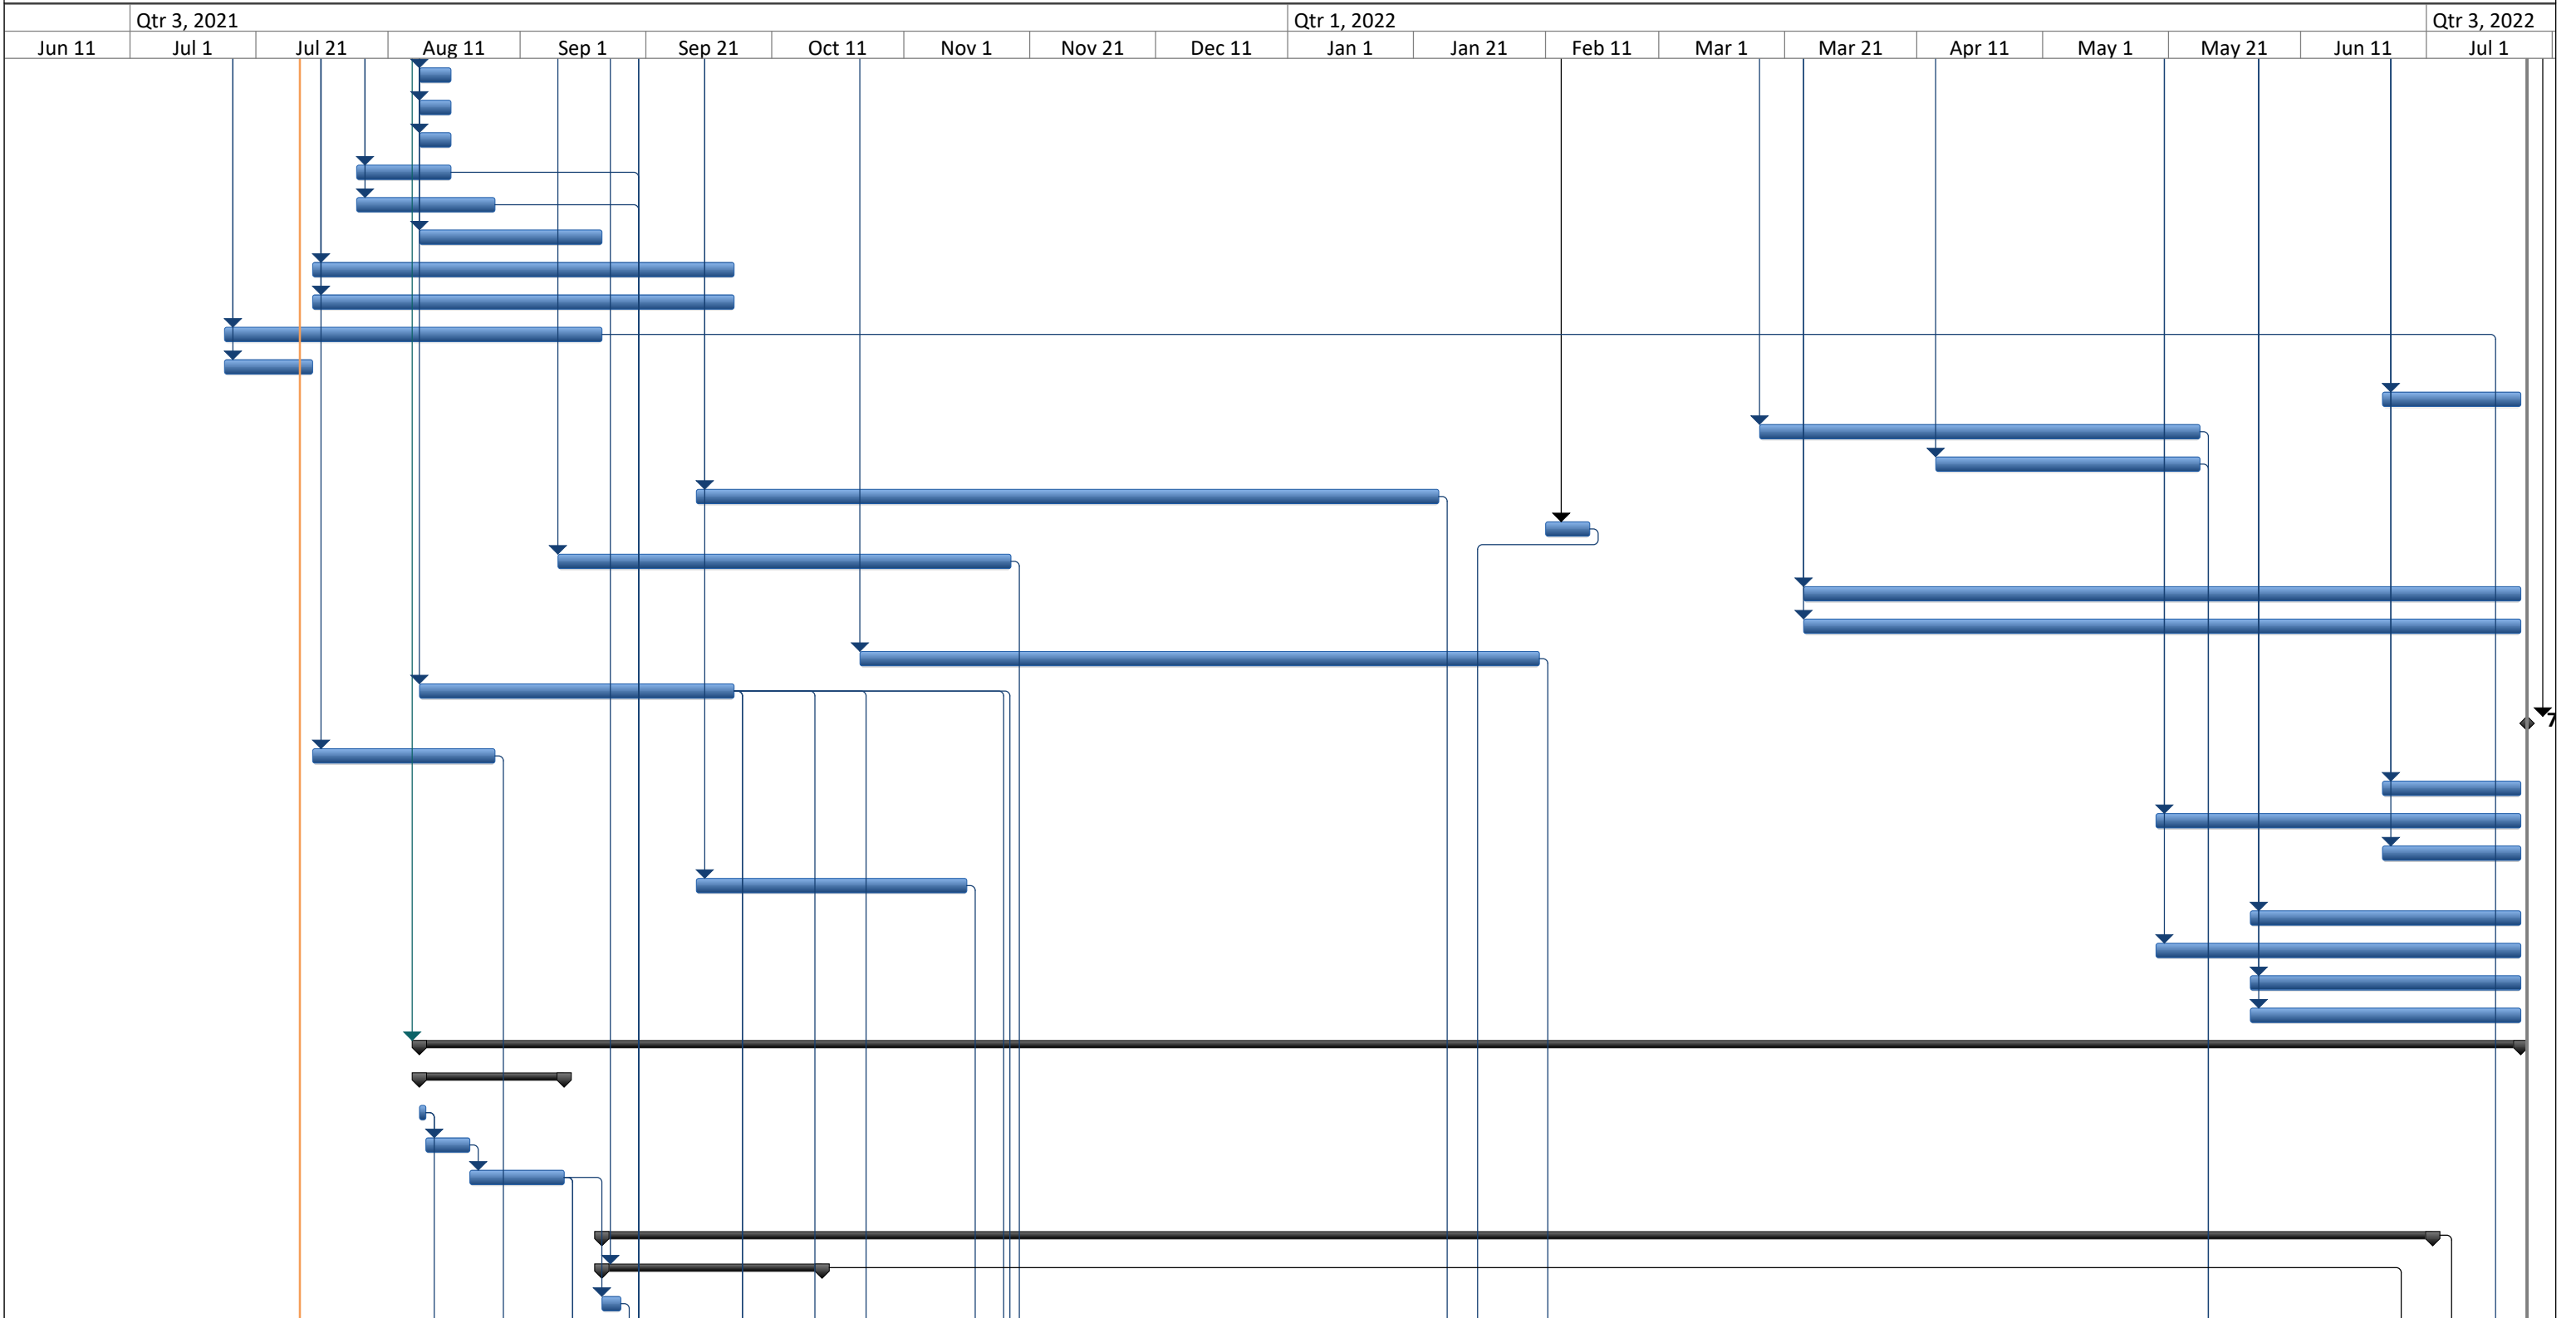 Qtr 3, 2021 Qtr 1, 2022 Qtr 3, 2022
Jun 11 Jul 1 Jul 21 Aug 11 Sep 1 Sep 21 Oct 11 Nov 1 Nov 21 Dec 11 Jan 1 Jan 21 Feb 11 Mar 1 Mar 21 Apr 11 May 1 May 21 Jun 11 Jul 1
7